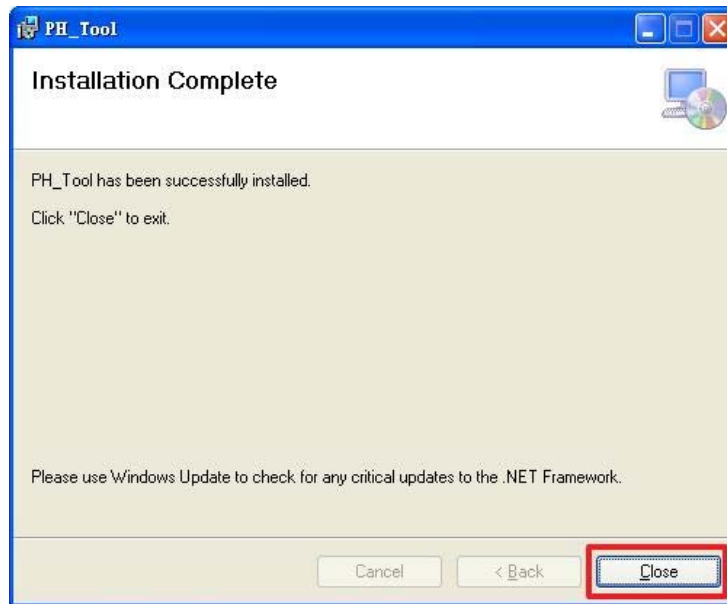 PH_Tool
Installation Complete
PH_Tool has been successfully installed.
Click "Close" to exit.
Please use Windows Update to check for any critical updates to the .NET Framework.
Cancel
< Back
Close